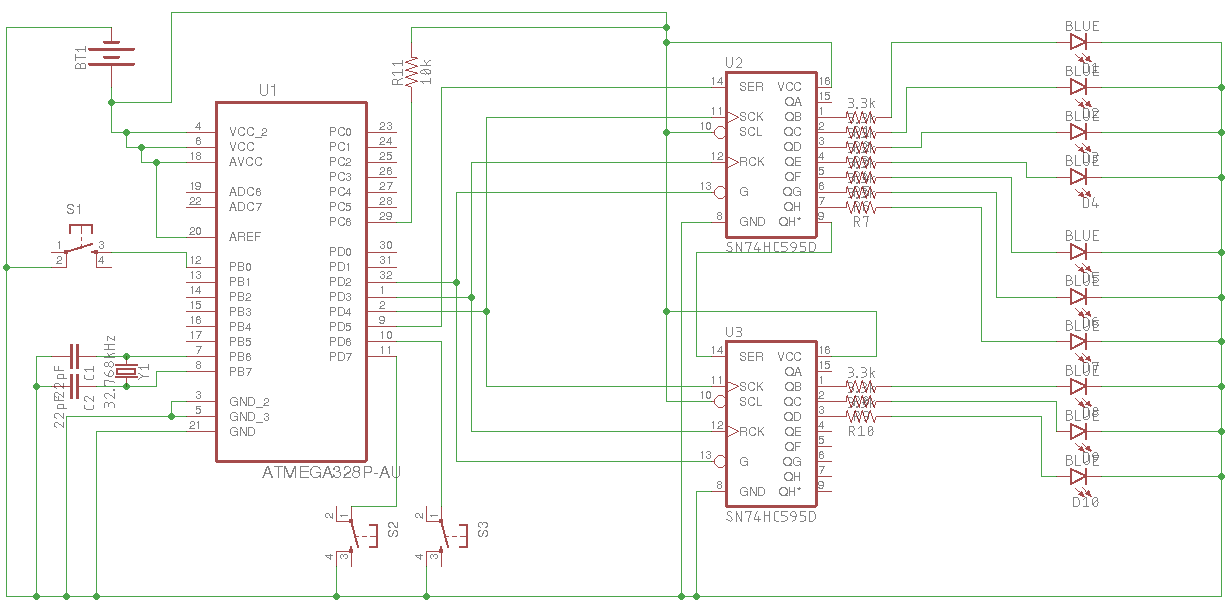 BT1
U1
ATMEGA328P-AU
4 VCC_2
6 VCC
18 AVCC
19 ADC6
22 ADC7
20 AREF
12 PB0
13 PB1
14 PB2
15 PB3
16 PB4
17 PB5
7 PB6
8 PB7
3 GND_2
5 GND_3
21 GND
PC0 23
PC1 24
PC2 25
PC3 26
PC4 27
PC5 28
PC6 29
PD0 30
PD1 31
PD2 32
PD3 1
PD4 2
PD5 9
PD6 10
PD7 11
R11
10k
S1
1 3
2 4
22pF
C1
22pF
C2
32.768kHz
Y1
2 1
4 3
S2
2 1
4 3
S3
U2
14 SER VCC 16
QA 15
11 SCK QB 1
10 SCL QC 2
QD 3
12 RCK QE 4
QF 5
13 G QG 6
QH 7
8 GND QH* 9
SN74HC595D
3.3k
R7
U3
14 SER VCC 16
QA 15
11 SCK QB 1
10 SCL QC 2
QD 3
12 RCK QE 4
QF 5
13 G QG 6
QH 7
8 GND QH* 9
SN74HC595D
3.3k
R10
BLUE
D1
BLUE
D2
BLUE
D3
BLUE
D4
BLUE
D5
BLUE
D6
BLUE
D7
BLUE
D8
BLUE
D9
BLUE
D10